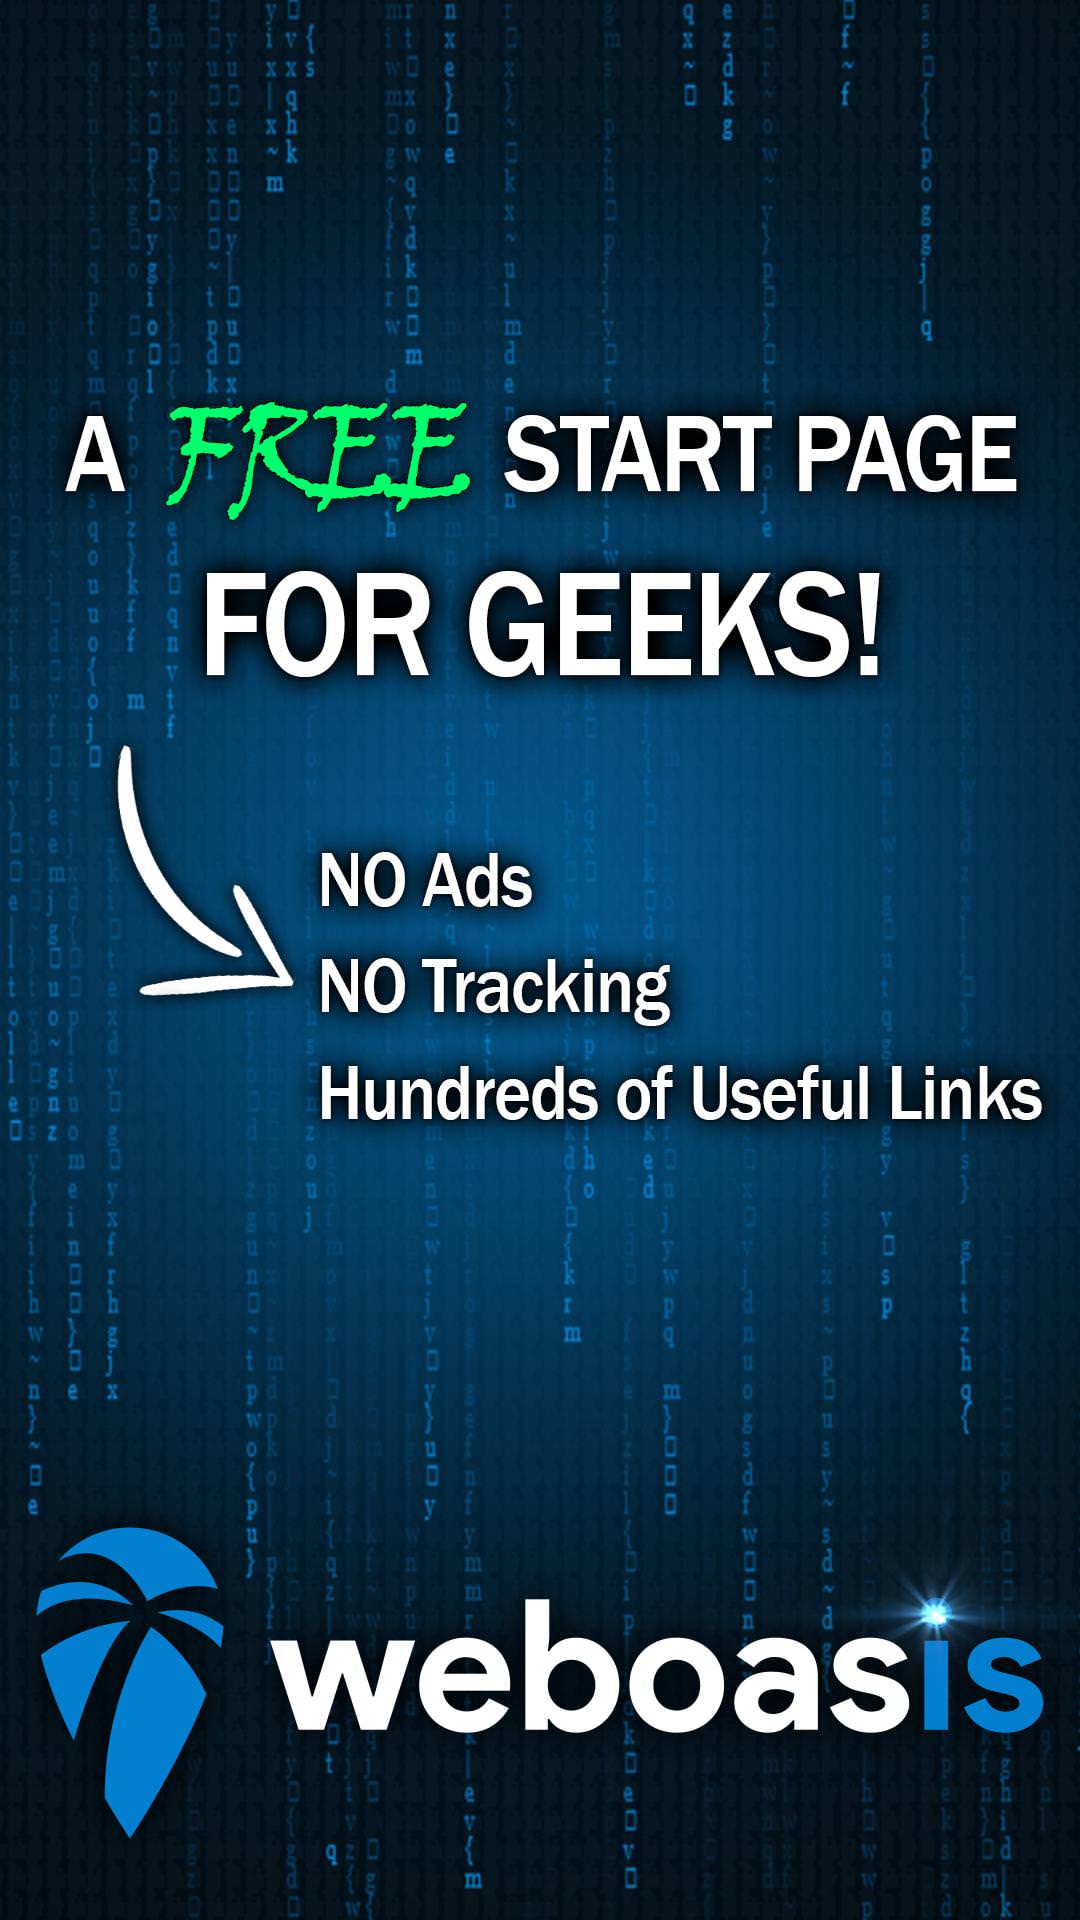 A FREE START PAGE
FOR GEEKS!
NO Ads
NO Tracking
Hundreds of Useful Links
weboasis